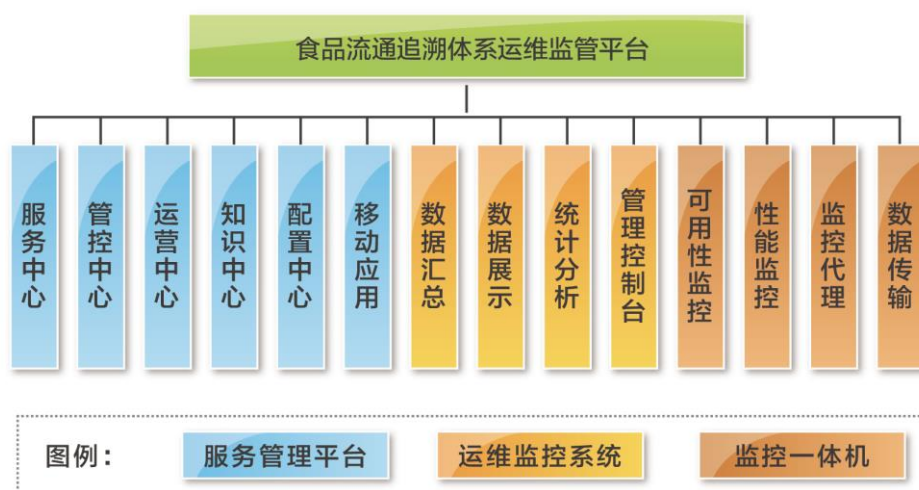 食品流通追溯体系运维监管平台
服务中心
管控中心
运营中心
知识中心
配置中心
移动应用
数据汇总
数据展示
统计分析
管理控制台
可用性监控
性能监控
监控代理
数据传输
图例：
服务管理平台
运维监控系统
监控一体机